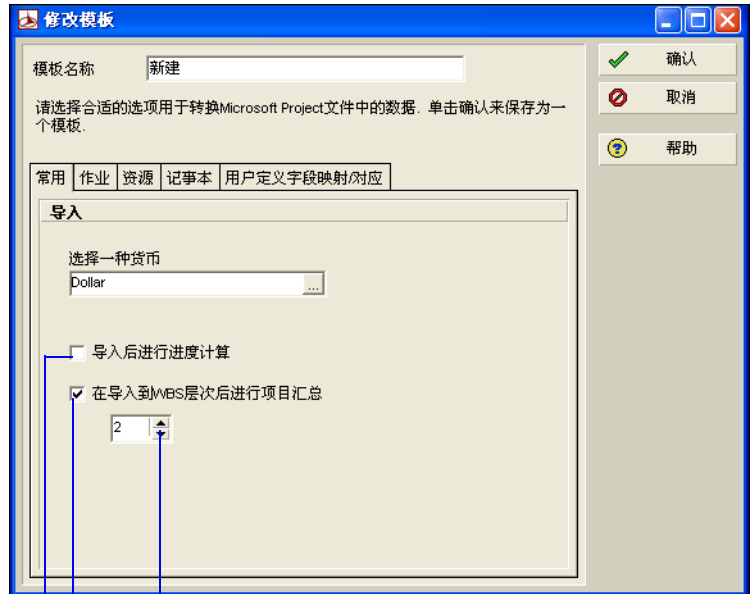 修改模板
模板名称 新建
请选择合适的选项用于转换Microsoft Project文件中的数据. 单击确认来保存为一
个模板.
确认
取消
帮助
常用 作业 资源 记事本 用户定义字段映射/对应
导入
选择一种货币
Dollar ...
导入后进行进度计算
在导入到WBS层次后进行项目汇总
2